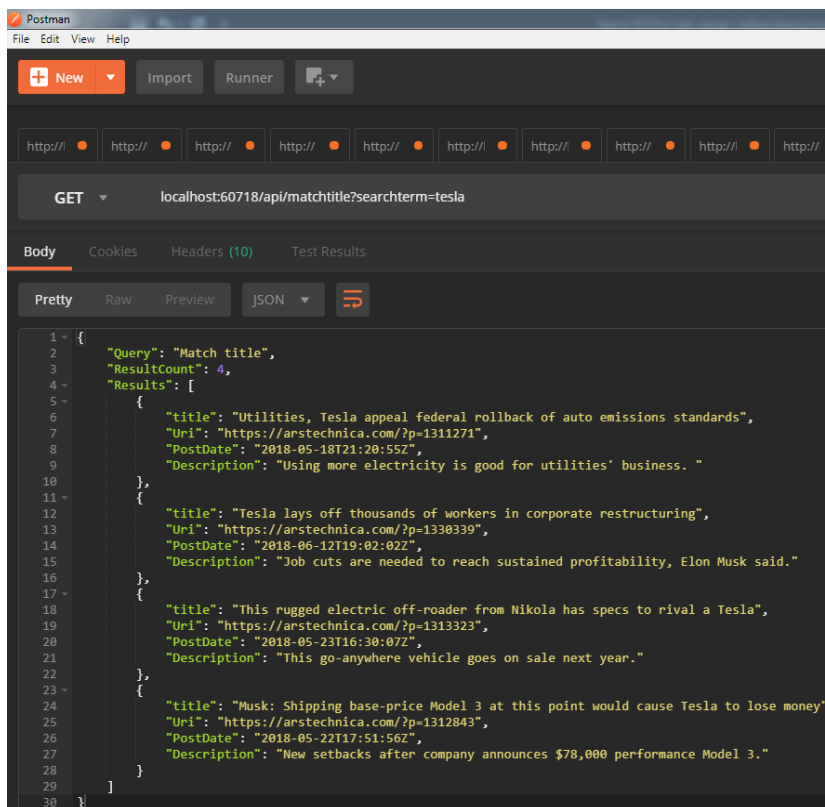 Postman
File Edit View Help
New Import Runner
http://l http:// http:// http:// http:// http://l http:// http:// http://l http://
GET localhost:60718/api/matchtitle?searchterm=tesla
Body Cookies Headers (10) Test Results
Pretty Raw Preview JSON
1 {
2 "Query": "Match title",
3 "ResultCount": 4,
4 "Results": [
5 {
6 "title": "Utilities, Tesla appeal federal rollback of auto emissions standards",
7 "Uri": "https://arstechnica.com/?p=1311271",
8 "PostDate": "2018-05-18T21:20:55Z",
9 "Description": "Using more electricity is good for utilities' business. "
10 },
11 {
12 "title": "Tesla lays off thousands of workers in corporate restructuring",
13 "Uri": "https://arstechnica.com/?p=1330339",
14 "PostDate": "2018-06-12T19:02:02Z",
15 "Description": "Job cuts are needed to reach sustained profitability, Elon Musk said."
16 },
17 {
18 "title": "This rugged electric off-roader from Nikola has specs to rival a Tesla",
19 "Uri": "https://arstechnica.com/?p=1313323",
20 "PostDate": "2018-05-23T16:30:07Z",
21 "Description": "This go-anywhere vehicle goes on sale next year."
22 },
23 {
24 "title": "Musk: Shipping base-price Model 3 at this point would cause Tesla to lose money"
25 "Uri": "https://arstechnica.com/?p=1312843",
26 "PostDate": "2018-05-22T17:51:56Z",
27 "Description": "New setbacks after company announces $78,000 performance Model 3."
28 }
29 ]
30 }